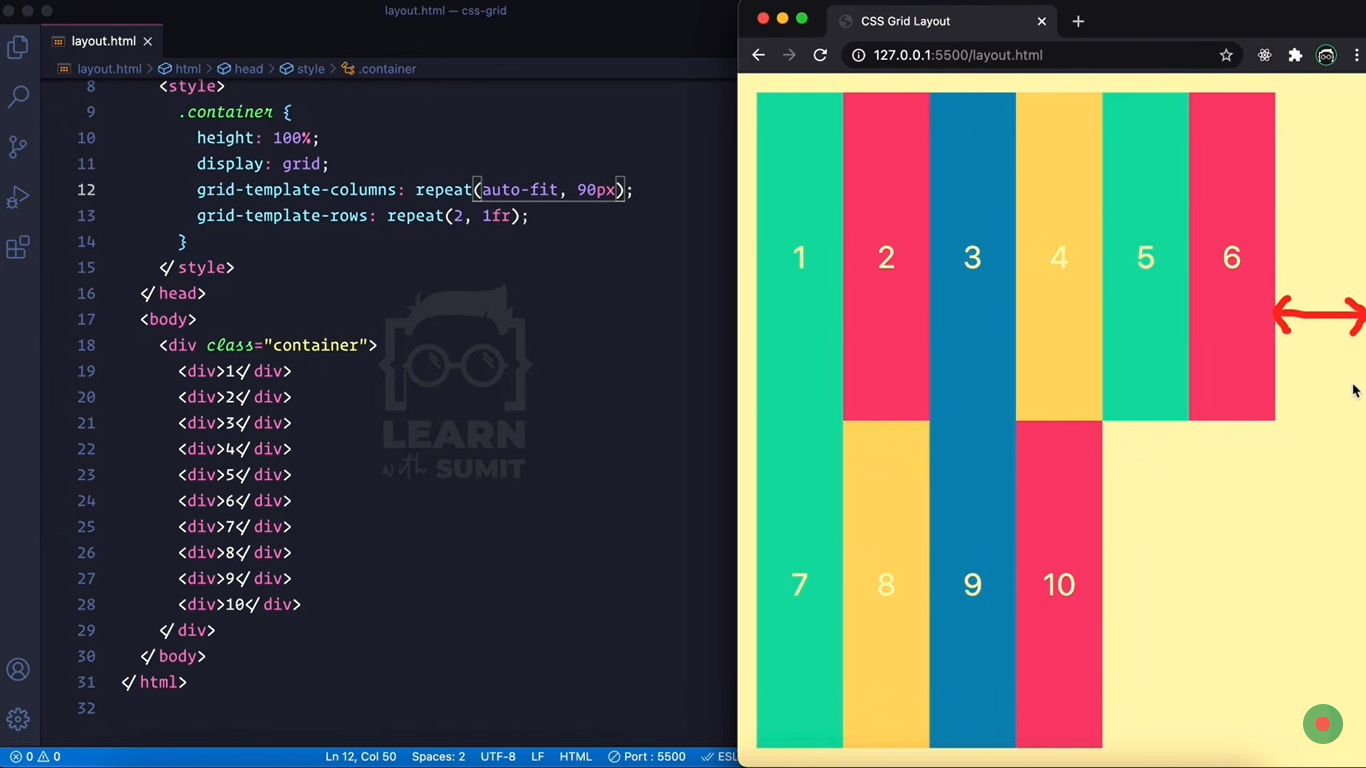 layout.html — css-grid
layout.html
layout.html > html > head > style > .container
8 <style>
9 .container {
10 height: 100%;
11 display: grid;
12 grid-template-columns: repeat(auto-fit, 90px);
13 grid-template-rows: repeat(2, 1fr);
14 }
15 </style>
16 </head>
17 <body>
18 <div class="container">
19 <div>1</div>
20 <div>2</div>
21 <div>3</div>
22 <div>4</div>
23 <div>5</div>
24 <div>6</div>
25 <div>7</div>
26 <div>8</div>
27 <div>9</div>
28 <div>10</div>
29 </div>
30 </body>
31 </html>
32
LEARN
with SUMIT
0 0 Ln 12, Col 50 Spaces: 2 UTF-8 LF HTML Port : 5500 ESL
CSS Grid Layout
127.0.0.1:5500/layout.html
1 2 3 4 5 6
7 8 9 10